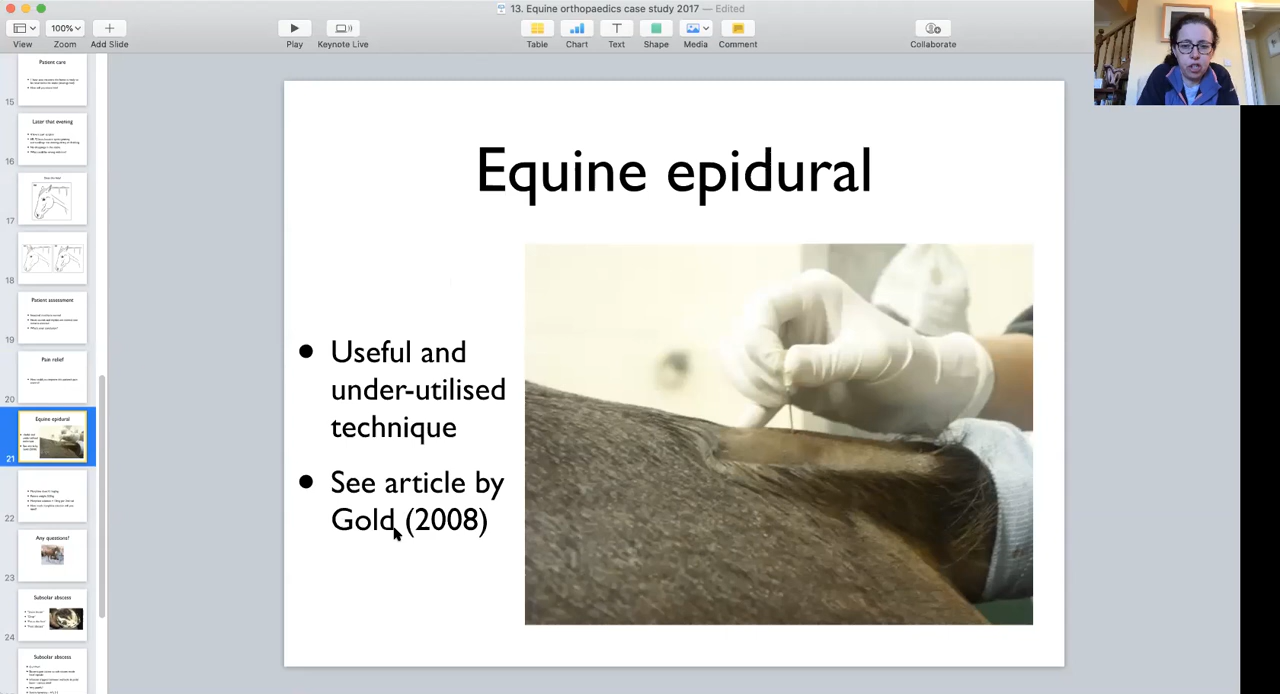 13. Equine orthopaedics case study 2017 — Edited
100%
View
Zoom
Add Slide
Play
Keynote Live
Table
Chart
Text
Shape
Media
Comment
Collaborate
Patient care
15
Later that evening
16
17
18
Patient assessment
19
Pain relief
20
Equine epidural
21
22
Any questions?
23
Subsolar abscess
24
Subsolar abscess
Equine epidural
• Useful and
under-utilised
technique
• See article by
Gold (2008)